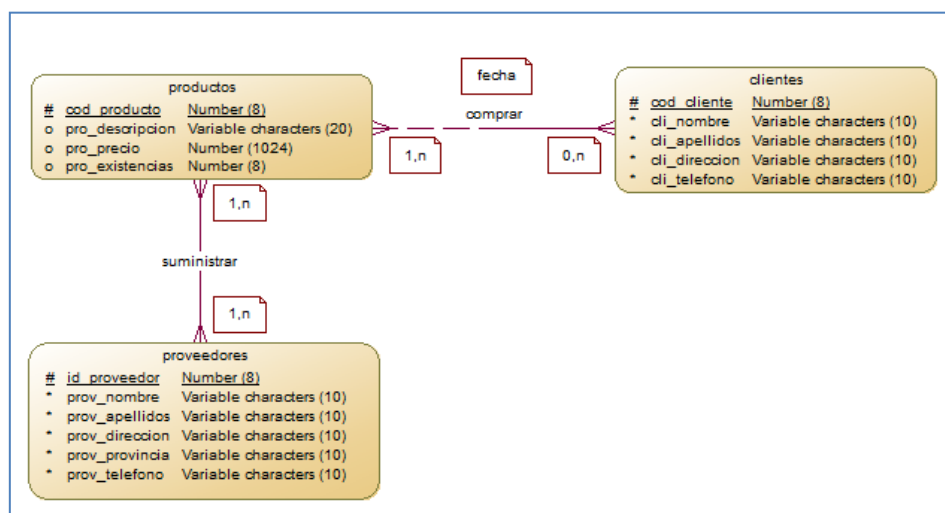 productos
# cod_producto Number (8)
o pro_descripcion Variable characters (20)
o pro_precio Number (1024)
o pro_existencias Number (8)
fecha
comprar
1,n
0,n
clientes
# cod_cliente Number (8)
* cli_nombre Variable characters (10)
* cli_apellidos Variable characters (10)
* cli_direccion Variable characters (10)
* cli_telefono Variable characters (10)
1,n
suministrar
1,n
proveedores
# id_proveedor Number (8)
* prov_nombre Variable characters (10)
* prov_apellidos Variable characters (10)
* prov_direccion Variable characters (10)
* prov_provincia Variable characters (10)
* prov_telefono Variable characters (10)